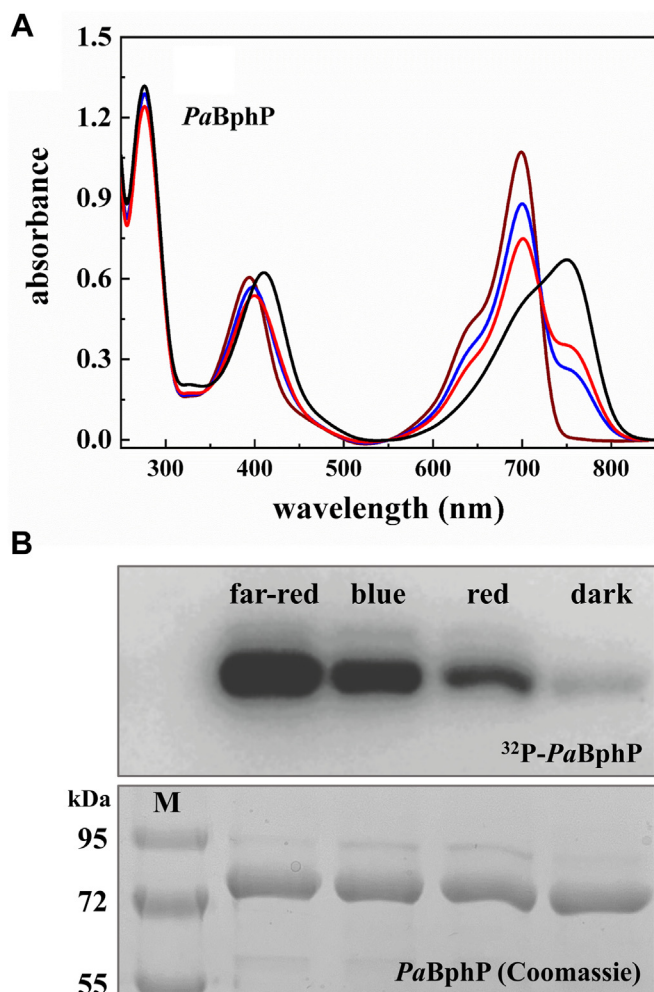 A
1.5
1.2
0.9
0.6
0.3
0.0
absorbance
PaBphP
300 400 500 600 700 800
wavelength (nm)
B
far-red blue red dark
³²P-PaBphP
kDa M
95
72
55
PaBphP (Coomassie)